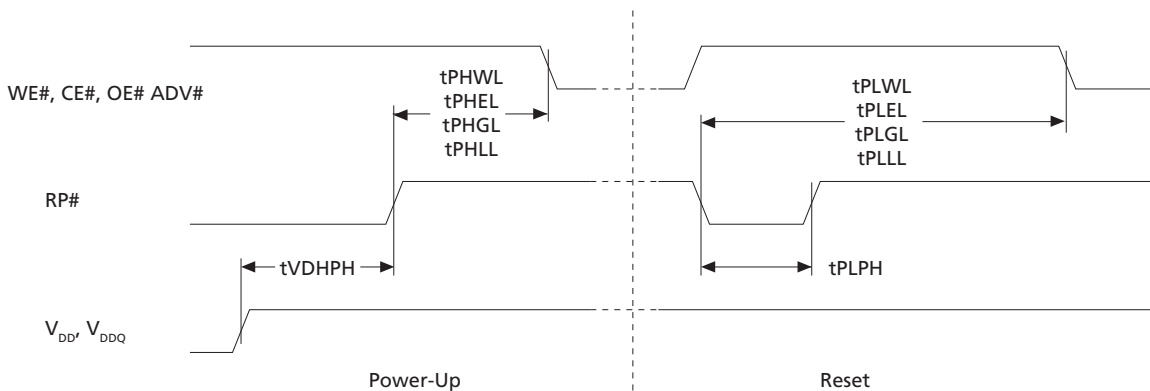 WE#, CE#, OE# ADV#
tPHWL
tPHEL
tPHGL
tPHLL
tPLWL
tPLEL
tPLGL
tPLLL
RP#
tVDHPH
tPLPH
VDD, VDDQ
Power-Up
Reset